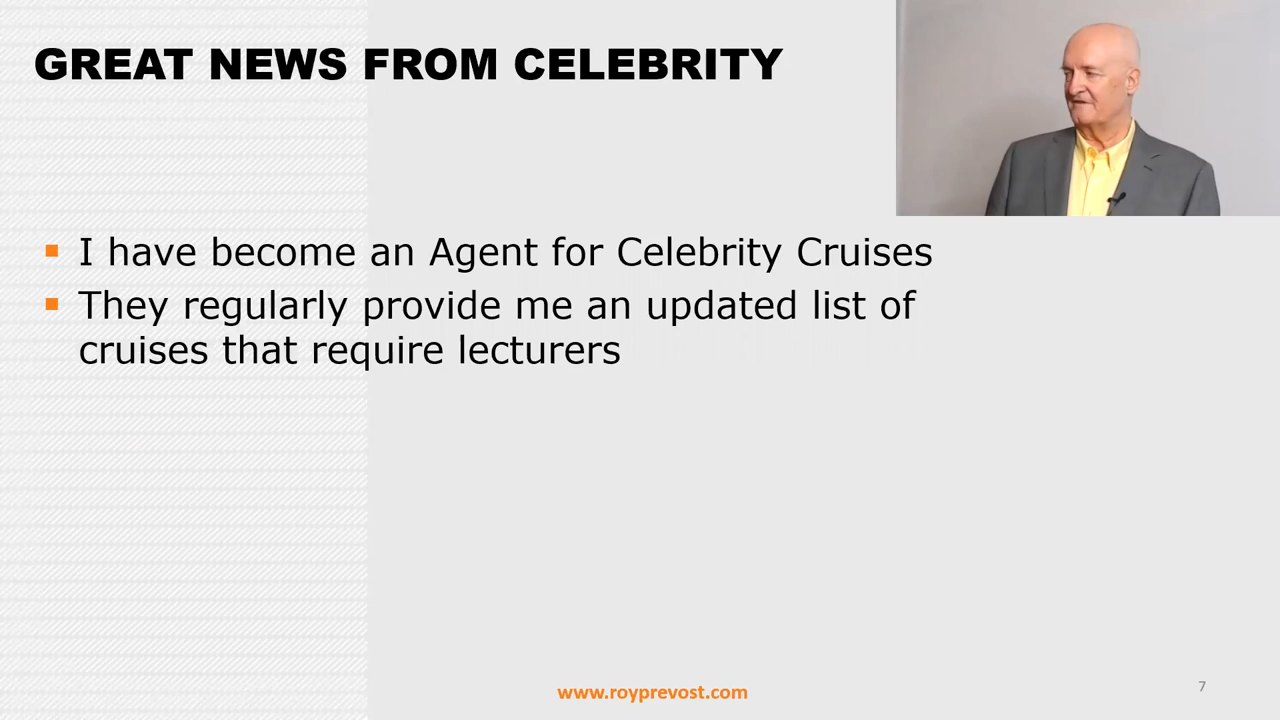 GREAT NEWS FROM CELEBRITY
I have become an Agent for Celebrity Cruises
They regularly provide me an updated list of
cruises that require lecturers
www.royprevost.com
7